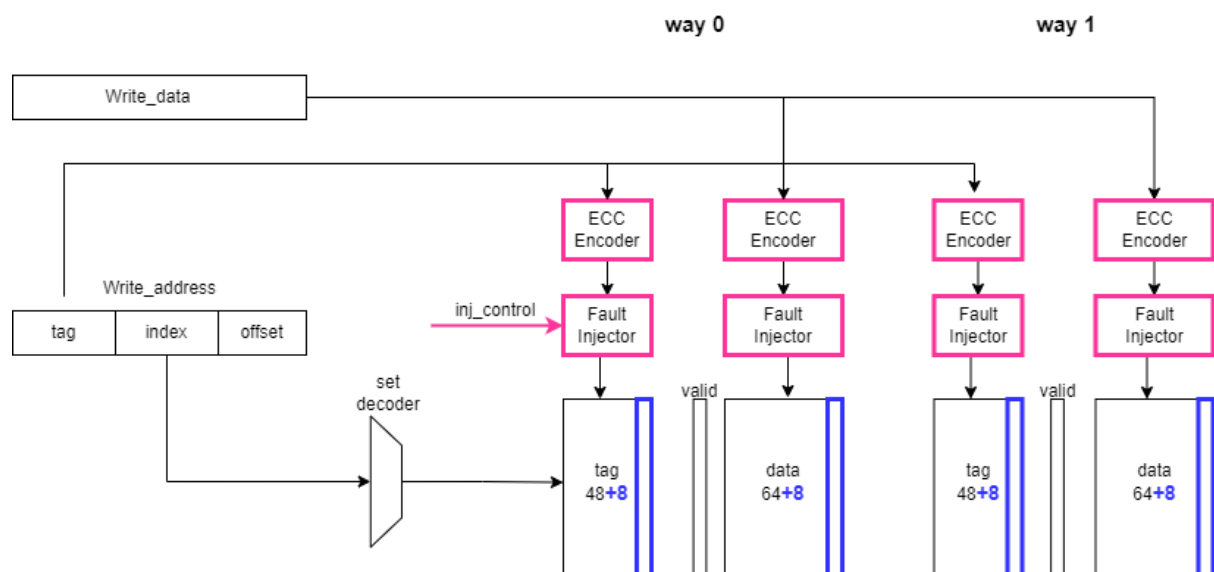 way 0
way 1
Write_data
ECC
Encoder
ECC
Encoder
ECC
Encoder
ECC
Encoder
Write_address
tag
index
offset
inj_control
Fault
Injector
Fault
Injector
Fault
Injector
Fault
Injector
set
decoder
valid
valid
tag
48+8
data
64+8
tag
48+8
data
64+8